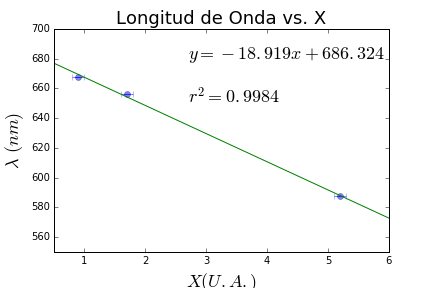 Longitud de Onda vs. X
700
680
660
640
620
600
580
560
λ (nm)
y = −18.919x + 686.324
r² = 0.9984
1 2 3 4 5 6
X(U.A.)